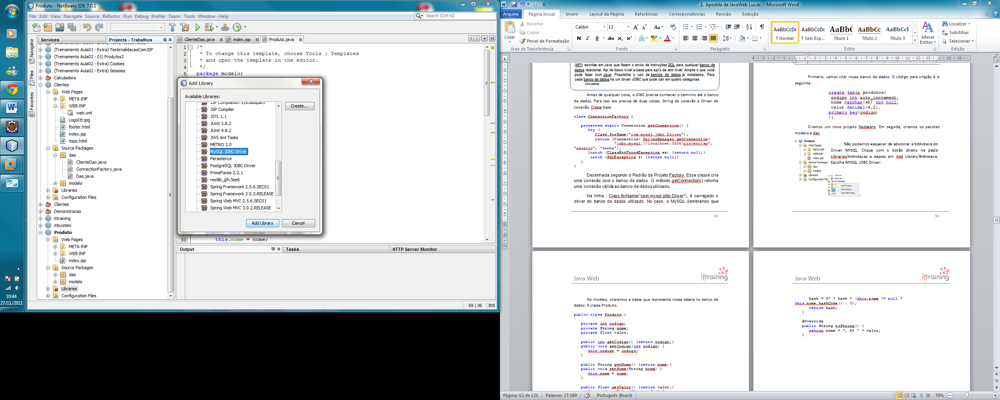 Produto - NetBeans IDE 7.0.1
File Edit View Navigate Source Refactor Run Debug Profile Team Tools Window Help
Search (Ctrl+I)
Services
Projects - Trabalhos
Navigator
Files
Favorites
(Treinamento Aula01 - Extra) TesteValidacaoComJSP
(Treinamento Aula02 - 01) Produtos2
(Treinamento Aula02 - Extra) Cookies
(Treinamento Aula02 - Extra) Sessoes
Calculadora
Clientes
Web Pages
META-INF
WEB-INF
web.xml
LogoItt.jpg
footer.html
index.jsp
topo.html
Source Packages
dao
ClienteDao.java
ConnectionFactory.java
Dao.java
modelo
Libraries
Configuration Files
Clientes
Demonstracao
ittraining
ittsystem
Produto
Web Pages
META-INF
WEB-INF
index.jsp
Source Packages
dao
modelo
Libraries
Configuration Files
Java EE
IDE
10:44
27/11/2011
ClienteDao.java index.jsp Produto.java
1 /*
2 * To change this template, choose Tools | Templates
3 * and open the template in the editor.
4 */
5 package modelo;
Add Library
Available Libraries:
JSP Compilation Sysclasspath
JSP Compiler
JSTL 1.1
JUnit 3.8.2
JUnit 4.8.2
JWS Ant Tasks
METRO 2.0
MySQL JDBC Driver
Persistence
PostgreSQL JDBC Driver
PrimeFaces 2.2.1
restlib_gfv3ee6
Spring Framework 2.5.6.SEC01
Spring Framework 3.0.2.RELEASE
Spring Web MVC 2.5.6.SEC01
Spring Web MVC 3.0.2.RELEASE
Create...
Add Library
Cancel
30 this.nome = nome;
Output
Tasks
HTTP Server Monitor
69 | 36 INS
1. Apostila de JavaWeb Lucas - Microsoft Word
Arquivo Página Inicial Inserir Layout da Página Referências Correspondências Revisão Exibição
Colar
Recortar
Copiar
Pincel de Formatação
Área de Transferência
Calibri 12
Fonte
Parágrafo
AaBbCcDc AaBbCcDc AaBbC AaBbCc AaBbCcI
¶ Normal ¶ Sem Esp... Título 1 Título 2 Título 3
Alterar
Estilos
Estilo
Localizar
Substituir
Selecionar
Edição
(API) escritas em Java que fazem o envio de instruções SQL para qualquer banco de
dados relacional; Api de baixo nível e base para api's de alto nível; Amplia o que você
pode fazer com Java; Possibilita o uso de bancos de dados já instalados; Para
cada banco de dados há um driver JDBC que pode cair em quatro categorias.
(Wikipedia)
Antes de qualquer coisa, o JDBC precisa conhecer o caminho até o banco
de dados. Para isso ele precisa de duas coisas: String de conexão e Driver de
conexão. Classe base:
class ConnectionFactory {
protected static Connection getConnection() {
try {
Class.forName("com.mysql.jdbc.Driver");
return (Connection) DriverManager.getConnection(
"jdbc:mysql://localhost:3306/projetojsp",
"usuario", "senha");
}catch (ClassNotFoundException ex) {return null;}
catch (SQLException s) {return null;}
}
}
Desenhada segundo o Padrão de Projeto Factory. Essa classe cria
uma conexão com o banco de dados. O método getConnection() retorna
uma conexão válida ao banco de dados utilizado.
Na linha : Class.forName("com.mysql.jdbc.Driver"), é carregado o
driver do banco de dados utilizado. No caso, o MySQL (lembrando que
58
Primeiro, vamos criar nosso banco de dados. O código para criação é o
seguinte:
create table produtos(
codigo int auto_increment,
nome varchar(45) not null,
valor decimal(4,2),
primary key(codigo)
);
Criamos um novo projeto Netbeans. Em seguida, criamos os pacotes
modelo e dao.
Produto
Web Pages
META-INF
WEB-INF
index.jsp
Source Packages
dao
modelo
Libraries
Configuration File
Não podemos esquecer de adicionar a biblioteca do
Driver MYSQL. Clique com o botão direito na pasta
LIbraries/bibliotecas e depois em Add Library/Biblioteca.
Escolha MYSQL JDBC Driver:
index.jsp
Source Packages
Add Project...
Add Library...
Add JAR/Folder...
59
Java Web
ittraining
No modelo, criaremos a classe que representa nossa tabela no banco de
dados: A classe Produto.
public class Produto {
private int codigo;
private String nome;
private float valor;
public int getCodigo() {return codigo;}
public void setCodigo(int codigo) {
this.codigo = codigo;
}
public String getNome() {return nome;}
public void setNome(String nome) {
this.nome = nome;
}
public float getValor() {return valor;}
Java Web
ittraining
hash = 97 * hash + (this.nome != null ?
this.nome.hashCode() : 0);
return hash;
}
@Override
public String toString() {
return nome + ", R$ " + valor;
}
Página: 62 de 121 Palavras: 17.589 Português (Brasil) 70%